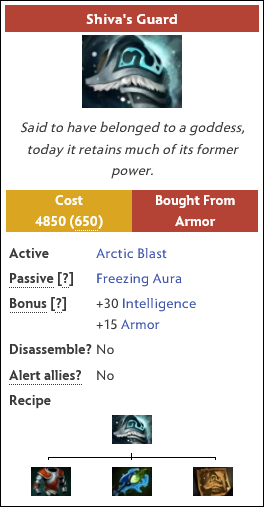 Shiva's Guard
Said to have belonged to a goddess,
today it retains much of its former
power.
Cost
4850 (650)
Bought From
Armor
Active Arctic Blast
Passive [?] Freezing Aura
Bonus [?] +30 Intelligence
+15 Armor
Disassemble? No
Alert allies? No
Recipe